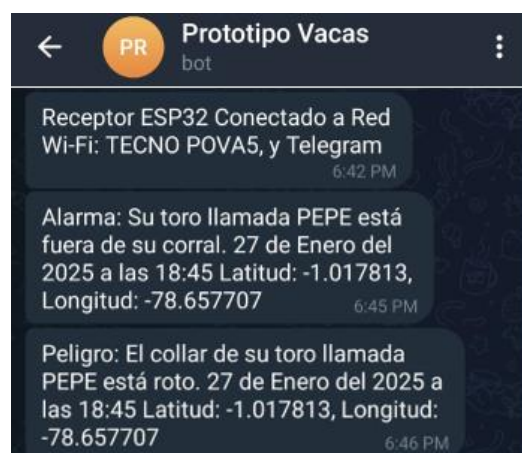 PR
Prototipo Vacas
bot
Receptor ESP32 Conectado a Red
Wi-Fi: TECNO POVA5, y Telegram
6:42 PM
Alarma: Su toro llamada PEPE está
fuera de su corral. 27 de Enero del
2025 a las 18:45 Latitud: -1.017813,
Longitud: -78.657707
6:45 PM
Peligro: El collar de su toro llamada
PEPE está roto. 27 de Enero del 2025 a
las 18:45 Latitud: -1.017813, Longitud:
-78.657707
6:46 PM